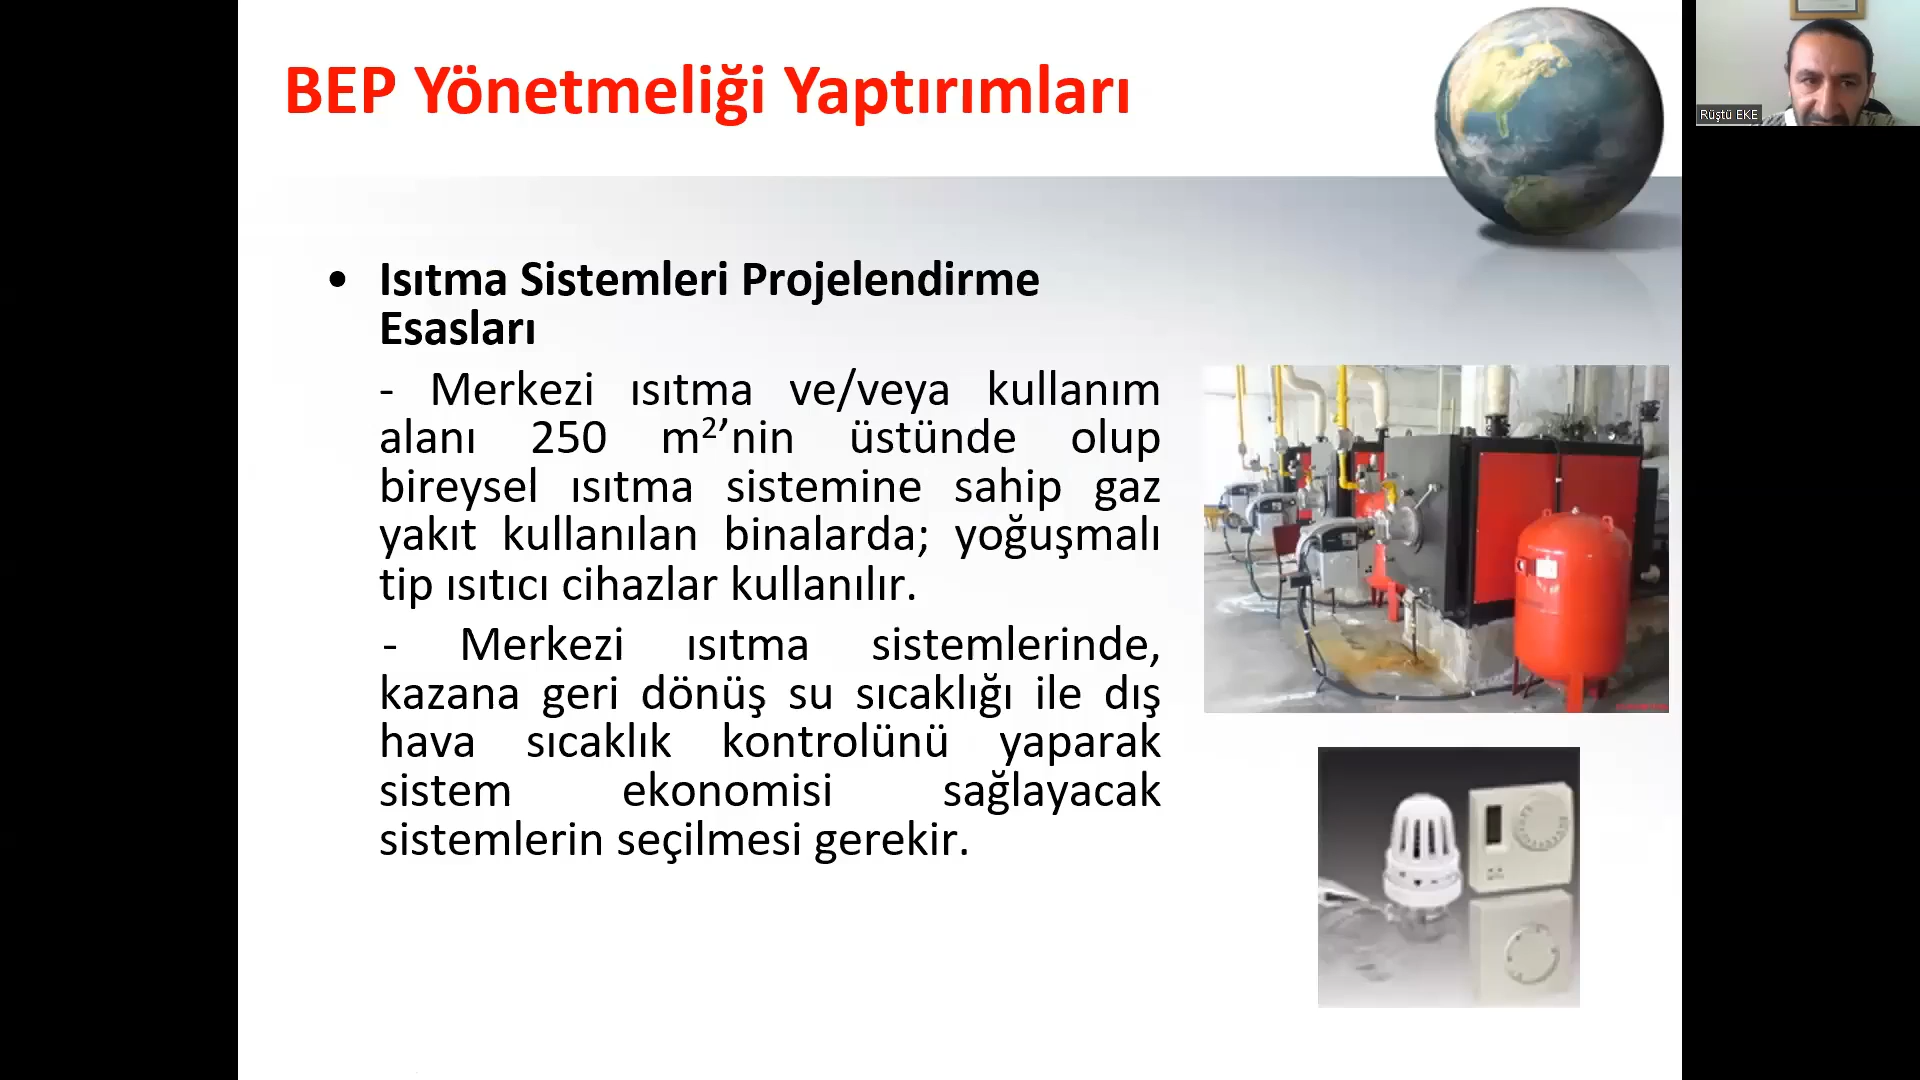 BEP Yönetmeliği Yaptırımları
Rüştü EKE
• Isıtma Sistemleri Projelendirme
Esasları
- Merkezi ısıtma ve/veya kullanım
alanı 250 m²’nin üstünde olup
bireysel ısıtma sistemine sahip gaz
yakıt kullanılan binalarda; yoğuşmalı
tip ısıtıcı cihazlar kullanılır.
- Merkezi ısıtma sistemlerinde,
kazana geri dönüş su sıcaklığı ile dış
hava sıcaklık kontrolünü yaparak
sistem ekonomisi sağlayacak
sistemlerin seçilmesi gerekir.